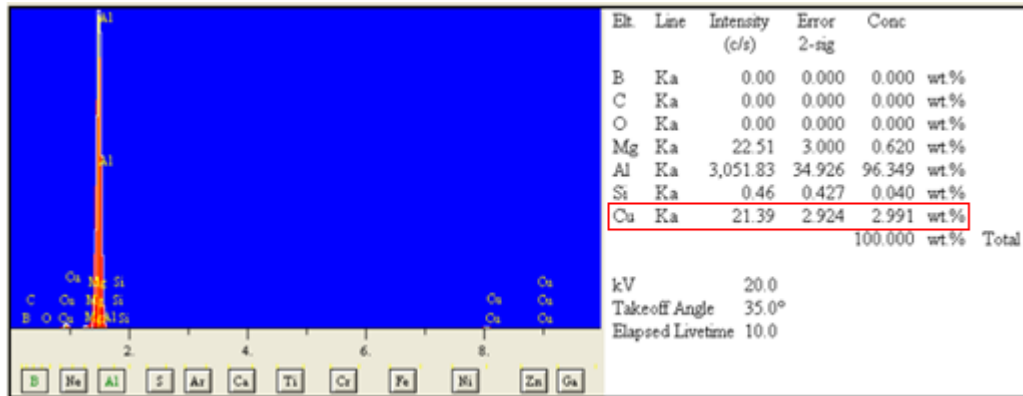 Al
Al
Cu Mg Si
C Cu Mg Si
B O Cu Mg Al Si
Cu
Cu Cu
Cu Cu
2. 4. 6. 8.
B Ne Al S Ar Ca Ti Cr Fe Ni Zn Ga
Elt. Line Intensity Error Conc
(c/s) 2-sig
B Ka 0.00 0.000 0.000 wt.%
C Ka 0.00 0.000 0.000 wt.%
O Ka 0.00 0.000 0.000 wt.%
Mg Ka 22.51 3.000 0.620 wt.%
Al Ka 3,051.83 34.926 96.349 wt.%
Si Ka 0.46 0.427 0.040 wt.%
Cu Ka 21.39 2.924 2.991 wt.%
100.000 wt.% Total
kV 20.0
Takeoff Angle 35.0°
Elapsed Livetime 10.0